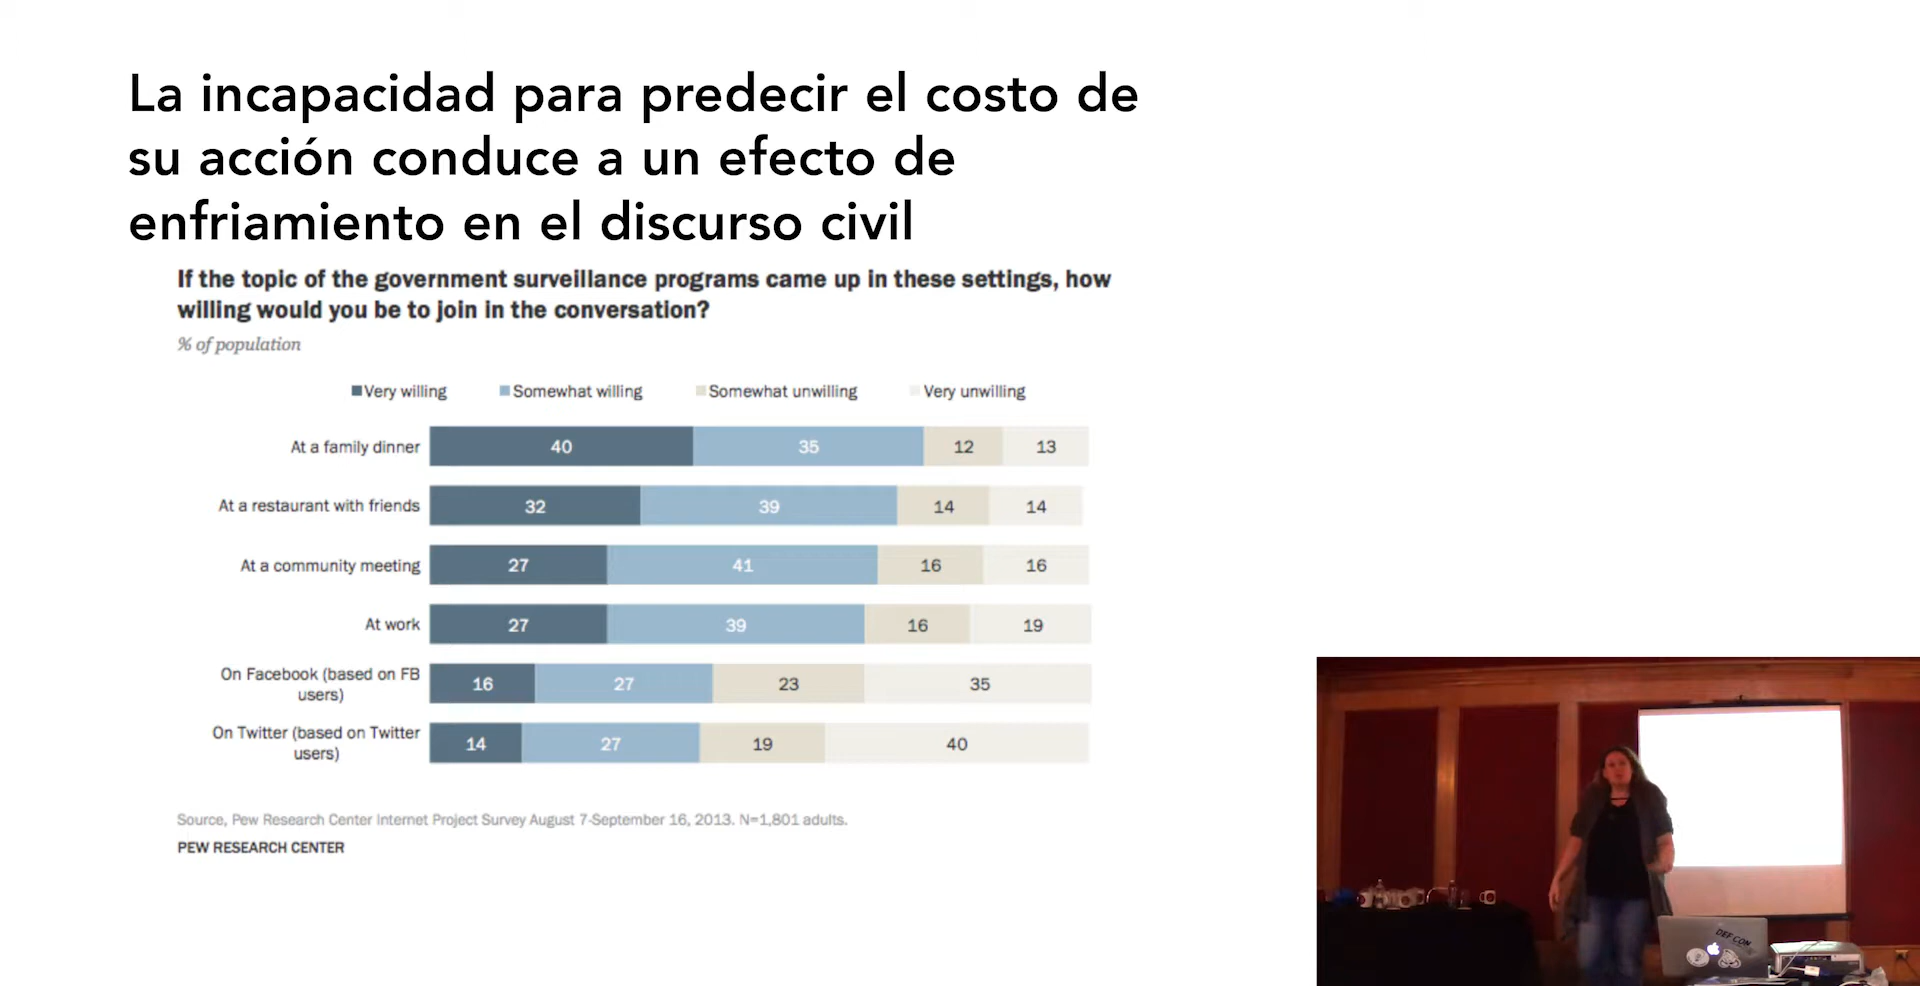 La incapacidad para predecir el costo de
su acción conduce a un efecto de
enfriamiento en el discurso civil
If the topic of the government surveillance programs came up in these settings, how
willing would you be to join in the conversation?
% of population
Very willing Somewhat willing Somewhat unwilling Very unwilling
At a family dinner 40 35 12 13
At a restaurant with friends 32 39 14 14
At a community meeting 27 41 16 16
At work 27 39 16 19
On Facebook (based on FB
users) 16 27 23 35
On Twitter (based on Twitter
users) 14 27 19 40
Source, Pew Research Center Internet Project Survey August 7-September 16, 2013. N=1,801 adults.
PEW RESEARCH CENTER
DEF CON